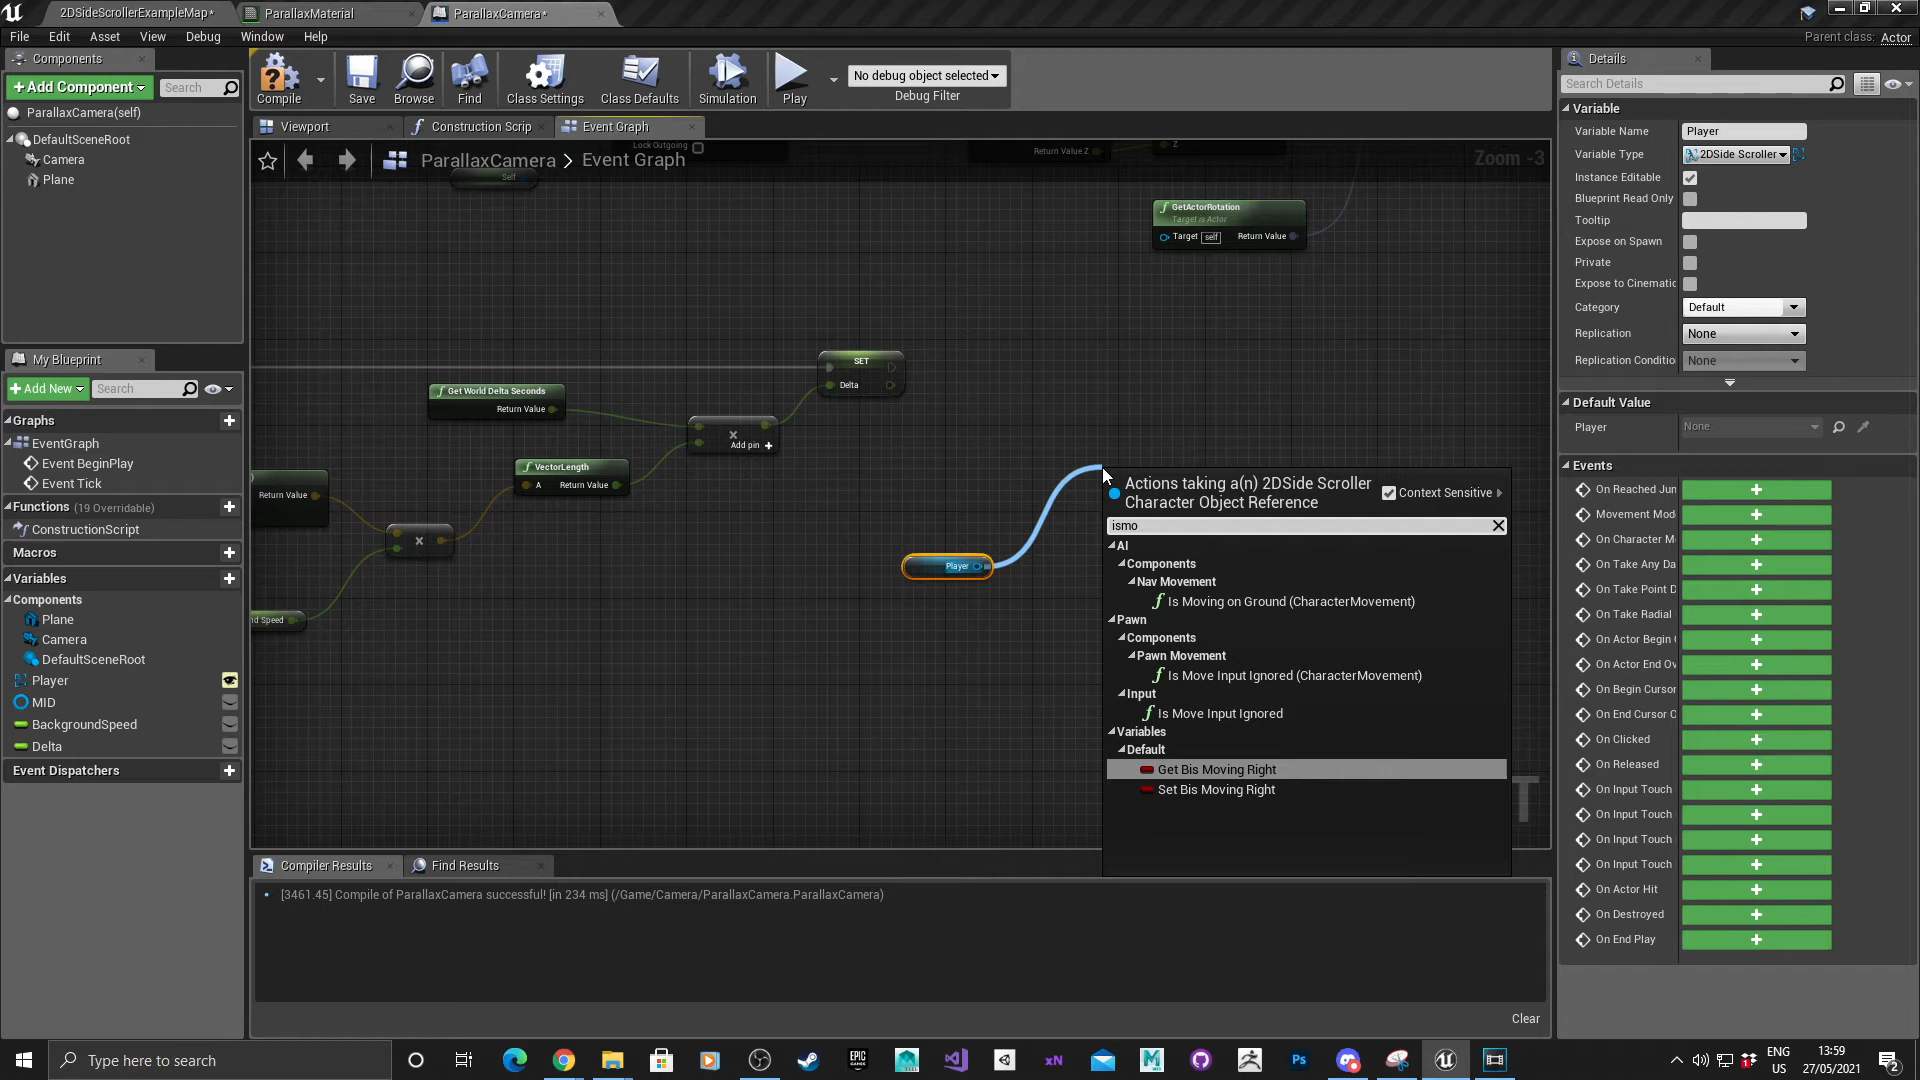 2DSideScrollerExampleMap*
ParallaxMaterial
ParallaxCamera*
File Edit Asset View Debug Window Help
Parent class: Actor
Components
+Add Component
Search
ParallaxCamera(self)
DefaultSceneRoot
Camera
Plane
Compile
Save
Browse
Find
Class Settings
Class Defaults
Simulation
Play
No debug object selected
Debug Filter
Viewport
Construction Scrip
Event Graph
ParallaxCamera > Event Graph
Zoom -3
Lock Outgoing
Self
Return Value Z
Z
GetActorRotation
Target is Actor
Target self Return Value
SET
Delta
Get World Delta Seconds
Return Value
Add pin +
VectorLength
A Return Value
Return Value
nd Speed
Player
Actions taking a(n) 2DSide Scroller
Character Object Reference
Context Sensitive
ismo
AI
Components
Nav Movement
Is Moving on Ground (CharacterMovement)
Pawn
Components
Pawn Movement
Is Move Input Ignored (CharacterMovement)
Input
Is Move Input Ignored
Variables
Default
Get Bis Moving Right
Set Bis Moving Right
T
My Blueprint
+Add New
Search
Graphs
EventGraph
Event BeginPlay
Event Tick
Functions (19 Overridable)
ConstructionScript
Macros
Variables
Components
Plane
Camera
DefaultSceneRoot
Player
MID
BackgroundSpeed
Delta
Event Dispatchers
Compiler Results
Find Results
[3461.45] Compile of ParallaxCamera successful! [in 234 ms] (/Game/Camera/ParallaxCamera.ParallaxCamera)
Clear
Details
Search Details
Variable
Variable Name Player
Variable Type 2DSide Scroller
Instance Editable
Blueprint Read Only
Tooltip
Expose on Spawn
Private
Expose to Cinematic
Category Default
Replication None
Replication Conditio None
Default Value
Player None
Events
On Reached Jun
Movement Mod
On Character M
On Take Any Da
On Take Point D
On Take Radial
On Actor Begin
On Actor End Ov
On Begin Cursor
On End Cursor O
On Clicked
On Released
On Input Touch
On Input Touch
On Input Touch
On Input Touch
On Actor Hit
On Destroyed
On End Play
Type here to search
EPIC
GAMES
xN
M
Ps
ENG
US
13:59
27/05/2021
2